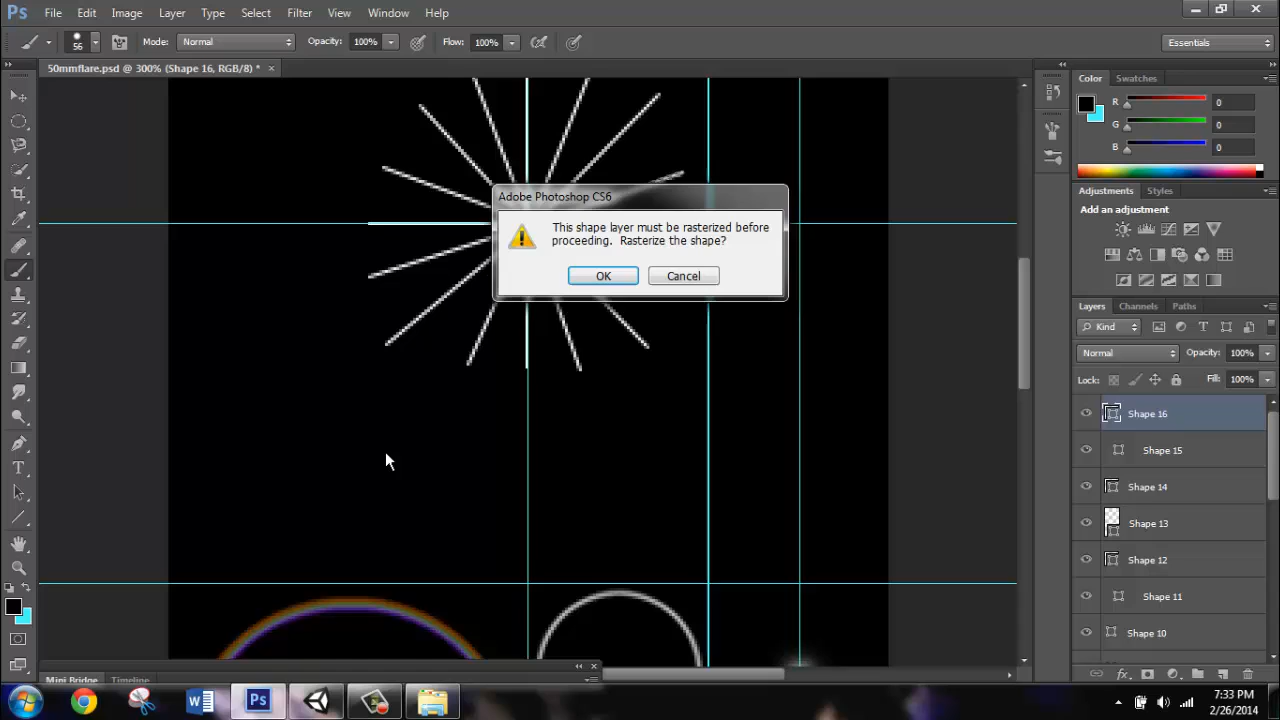 Ps File Edit Image Layer Type Select Filter View Window Help
56 Mode: Normal Opacity: 100% Flow: 100% Essentials
50mmflare.psd @ 300% (Shape 16, RGB/8) * ×
Color Swatches
R 0
G 0
B 0
Adjustments Styles
Add an adjustment
Adobe Photoshop CS6
This shape layer must be rasterized before
proceeding. Rasterize the shape?
OK Cancel
Layers Channels Paths
Kind
Normal Opacity: 100%
Lock: Fill: 100%
Shape 16
Shape 15
Shape 14
Shape 13
Shape 12
Shape 11
Shape 10
fx
Mini Bridge Timeline
W Ps
7:33 PM
2/26/2014